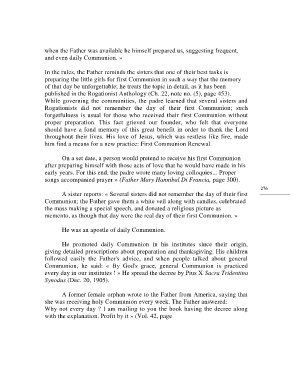 when the Father was available he himself prepared us, suggesting frequent,
and even daily Communion. »
In the rules, the Father reminds the sisters that one of their best tasks is
preparing the little girls for first Communion in such a way that the memory
of that day be unforgettable; he treats the topic in detail, as it has been
published in the Rogationist Anthology (Ch. 22, note no. (5), page 453).
While governing the communities, the padre learned that several sisters and
Rogationists did not remember the day of their first Communion; such
forgetfulness is usual for those who received their first Communion without
proper preparation. This fact grieved our founder, who felt that everyone
should have a fond memory of this great benefit in order to thank the Lord
throughout their lives. His love of Jesus, which was restless like fire, made
him find a means for a new practice: First Communion Renewal.
On a set date, a person would pretend to receive his first Communion
after preparing himself with those acts of love that he would have made in his
early years. For this end, the padre wrote many loving colloquies... Proper
songs accompanied prayer » (Father Mary Hannibal Di Francia, page 300).
276
A sister reports: « Several sisters did not remember the day of their first
Communion; the Father gave them a white veil along with candles, celebrated
the mass making a special speech, and donated a religious picture as
memento, as though that day were the real day of their first Communion. »
He was an apostle of daily Communion.
He promoted daily Communion in his institutes since their origin,
giving detailed prescriptions about preparation and thanksgiving. His children
followed easily the Father's advice, and when people talked about general
Communion, he said: « By God's grace, general Communion is practiced
every day in our institutes ! » He spread the decree by Pius X Sacra Tridentina
Synodus (Dec. 20, 1905).
A former female orphan wrote to the Father from America, saying that
she was receiving holy Communion every week. The Father answered:
Why not every day ? I am mailing to you the book having the decree along
with the explanation. Profit by it » (Vol. 42, page